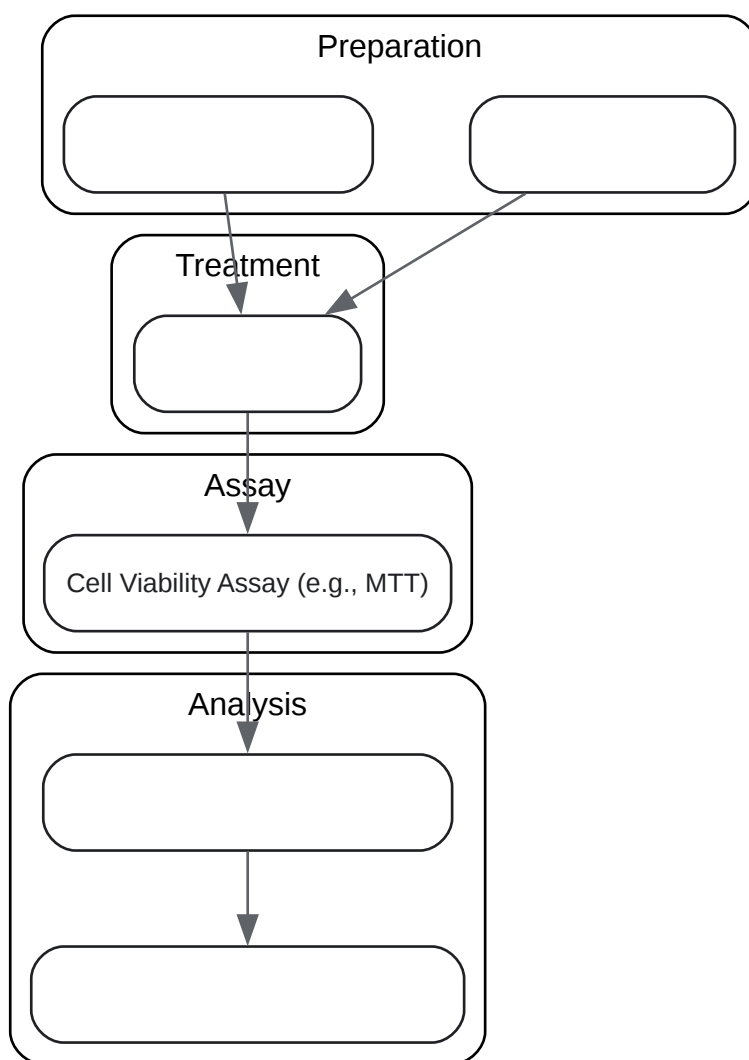 Preparation
Treatment
Assay
Cell Viability Assay (e.g., MTT)
Analysis